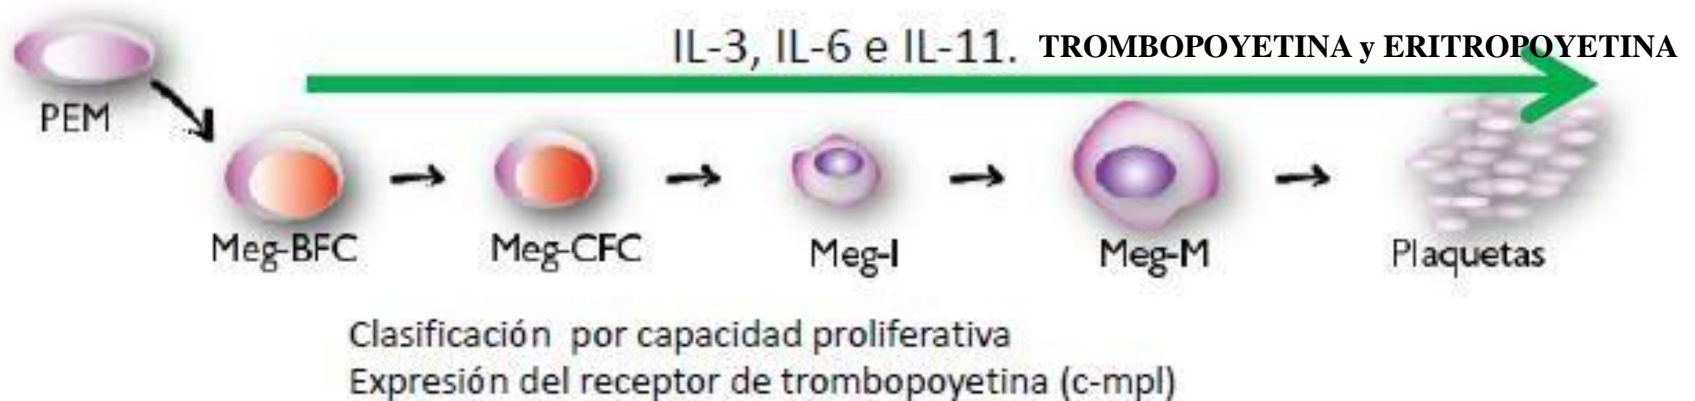 IL-3, IL-6 e IL-11. TROMBOPOYETINA y ERITROPOYETINA
PEM
Meg-BFC
Meg-CFC
Meg-I
Meg-M
Plaquetas
Clasificación por capacidad proliferativa
Expresión del receptor de trombopoyetina (c-mpl)